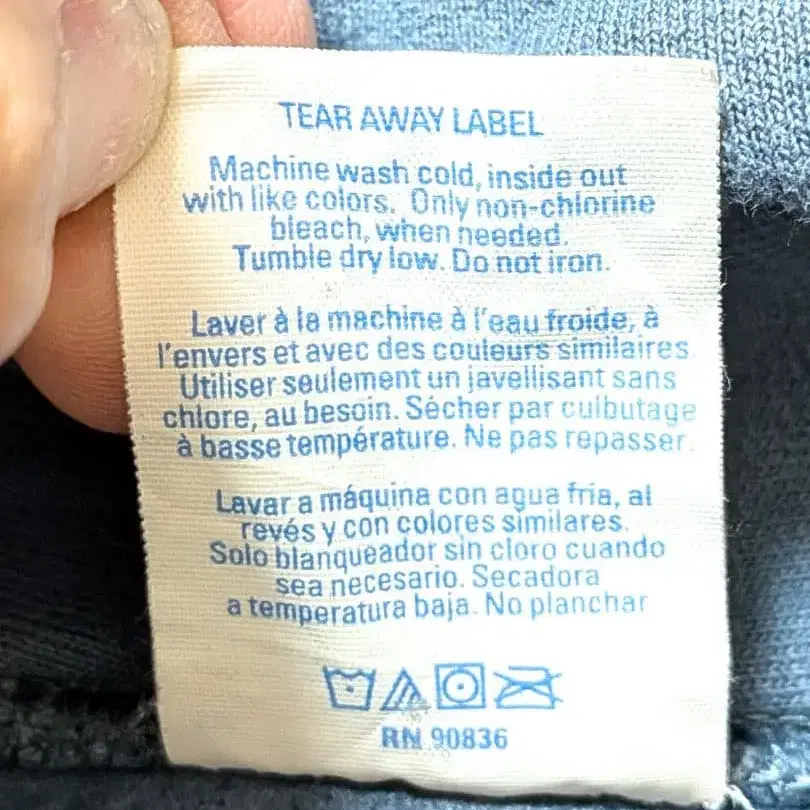 TEAR AWAY LABEL
Machine wash cold, inside out
with like colors. Only non-chlorine
bleach, when needed.
Tumble dry low. Do not iron.
Laver à la machine à l'eau froide, à
l'envers et avec des couleurs similaires.
Utiliser seulement un javellisant sans
chlore, au besoin. Sécher par culbutage
à basse température. Ne pas repasser.
Lavar a máquina con agua fría, al
revés y con colores similares.
Solo blanqueador sin cloro cuando
sea necesario. Secadora
a temperatura baja. No planchar
RN 90836